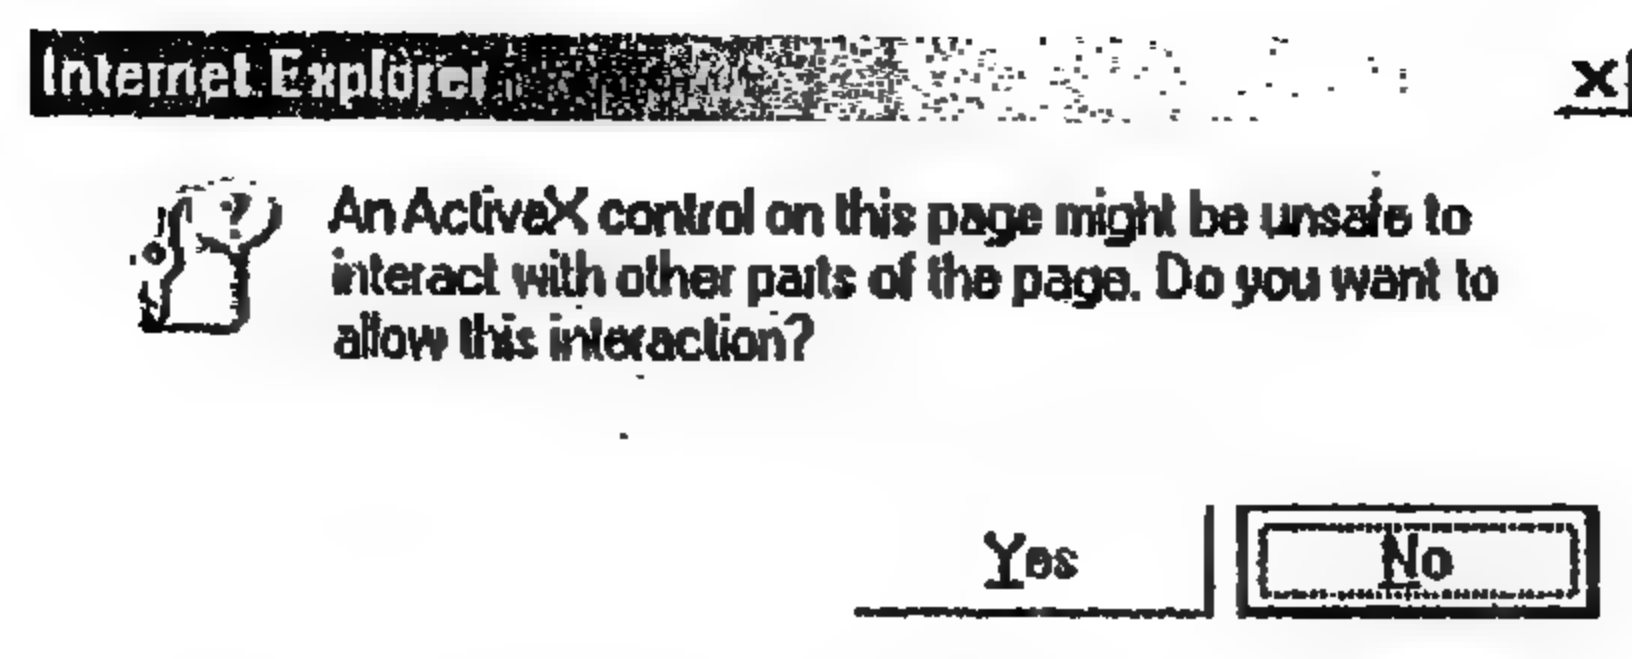 Internet Explorer
x
?
An ActiveX control on this page might be unsafe to
interact with other parts of the page. Do you want to
allow this interaction?
Yes
No